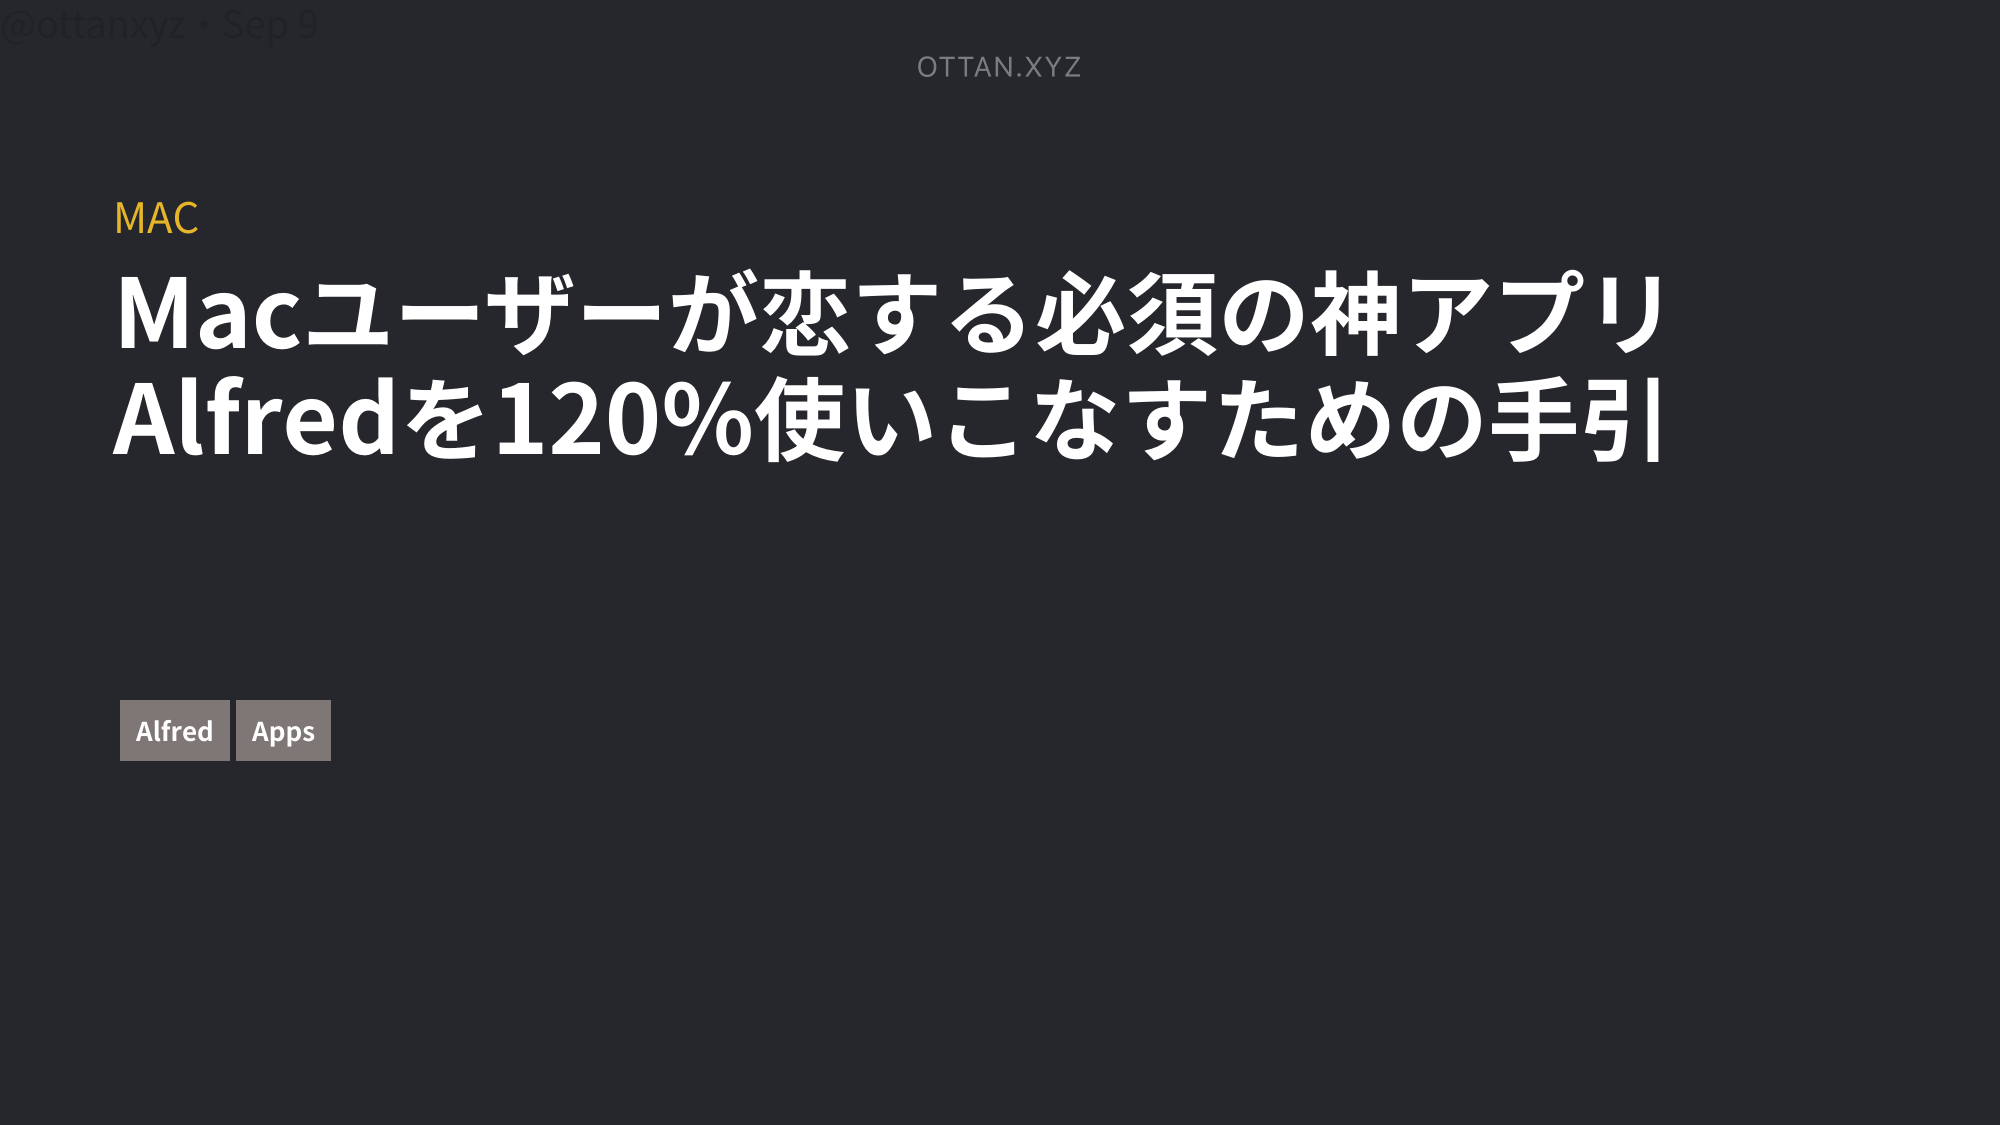 @ottanxyz・Sep 9
OTTAN.XYZ
MAC
Macユーザーが恋する必須の神アプリ
Alfredを120%使いこなすための手引
Alfred
Apps